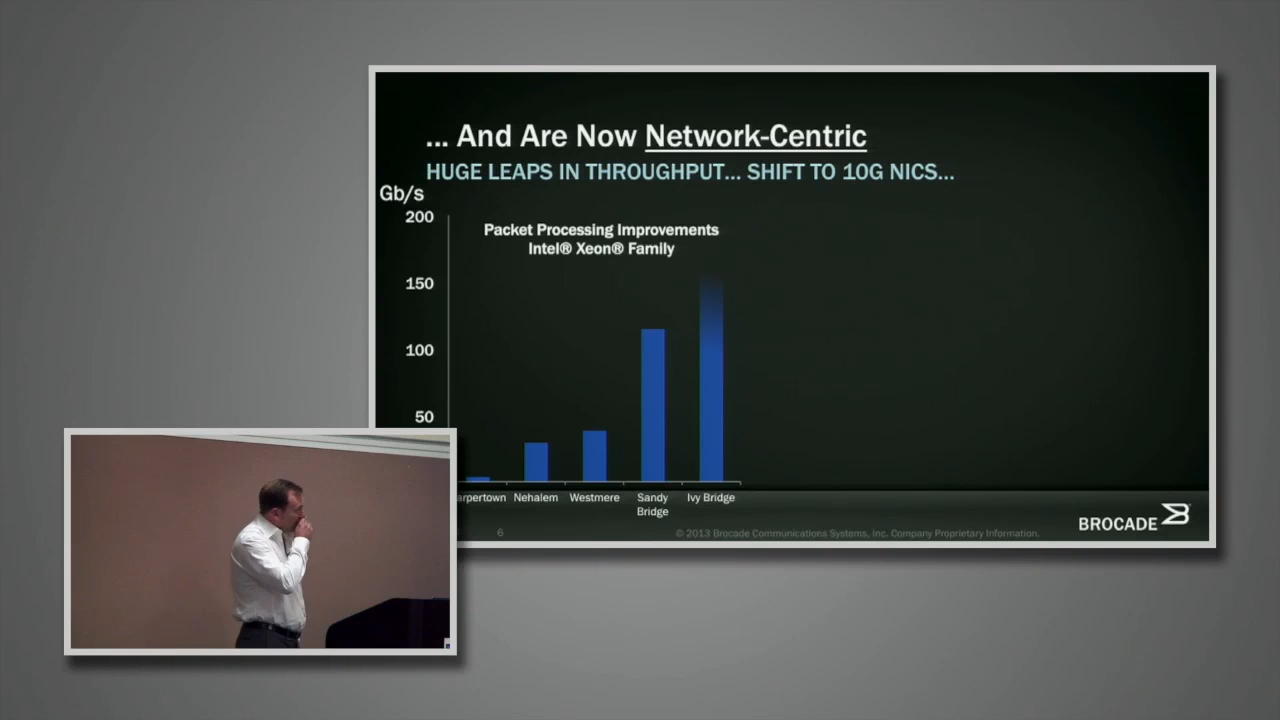 ... And Are Now Network-Centric
HUGE LEAPS IN THROUGHPUT... SHIFT TO 10G NICS...
Gb/s
200
150
100
50
Packet Processing Improvements
Intel® Xeon® Family
arpertown Nehalem Westmere Sandy Bridge Ivy Bridge
6
© 2013 Brocade Communications Systems, Inc. Company Proprietary Information.
BROCADE